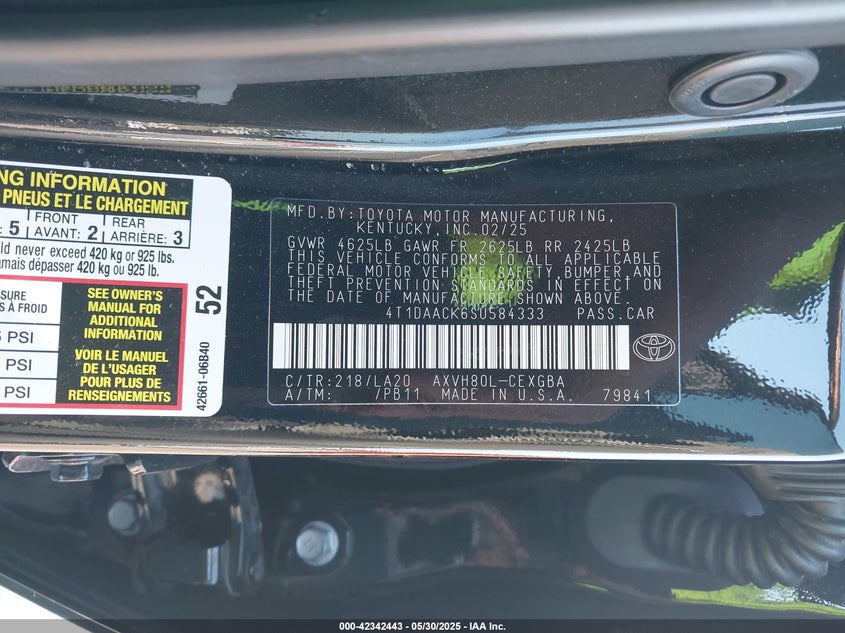 NG INFORMATION
PNEUS ET LE CHARGEMENT
5 FRONT AVANT: 2 REAR ARRIÈRE: 3
ld never exceed 420 kg or 925 lbs.
amais dépasser 420 kg ou 925 lb.
SURE
S À FROID
PSI
PSI
PSI
SEE OWNER'S
MANUAL FOR
ADDITIONAL
INFORMATION
VOIR LE MANUEL
DE L'USAGER
POUR PLUS DE
RENSEIGNEMENTS
52
42661-06B40
MFD.BY:TOYOTA MOTOR MANUFACTURING,
KENTUCKY,INC.02/25
GVWR 4625LB GAWR FR 2625LB RR 2425LB
THIS VEHICLE CONFORMS TO ALL APPLICABLE
FEDERAL MOTOR VEHICLE SAFETY,BUMPER,AND
THEFT PREVENTION STANDARDS IN EFFECT ON
THE DATE OF MANUFACTURE SHOWN ABOVE.
4T1DAACK6SU584333 PASS.CAR
C/TR:218/LA20 AXVH80L-CEXGBA
A/TM: /PB11 MADE IN U.S.A. 79841
000-42342443 - 05/30/2025 - IAA Inc.